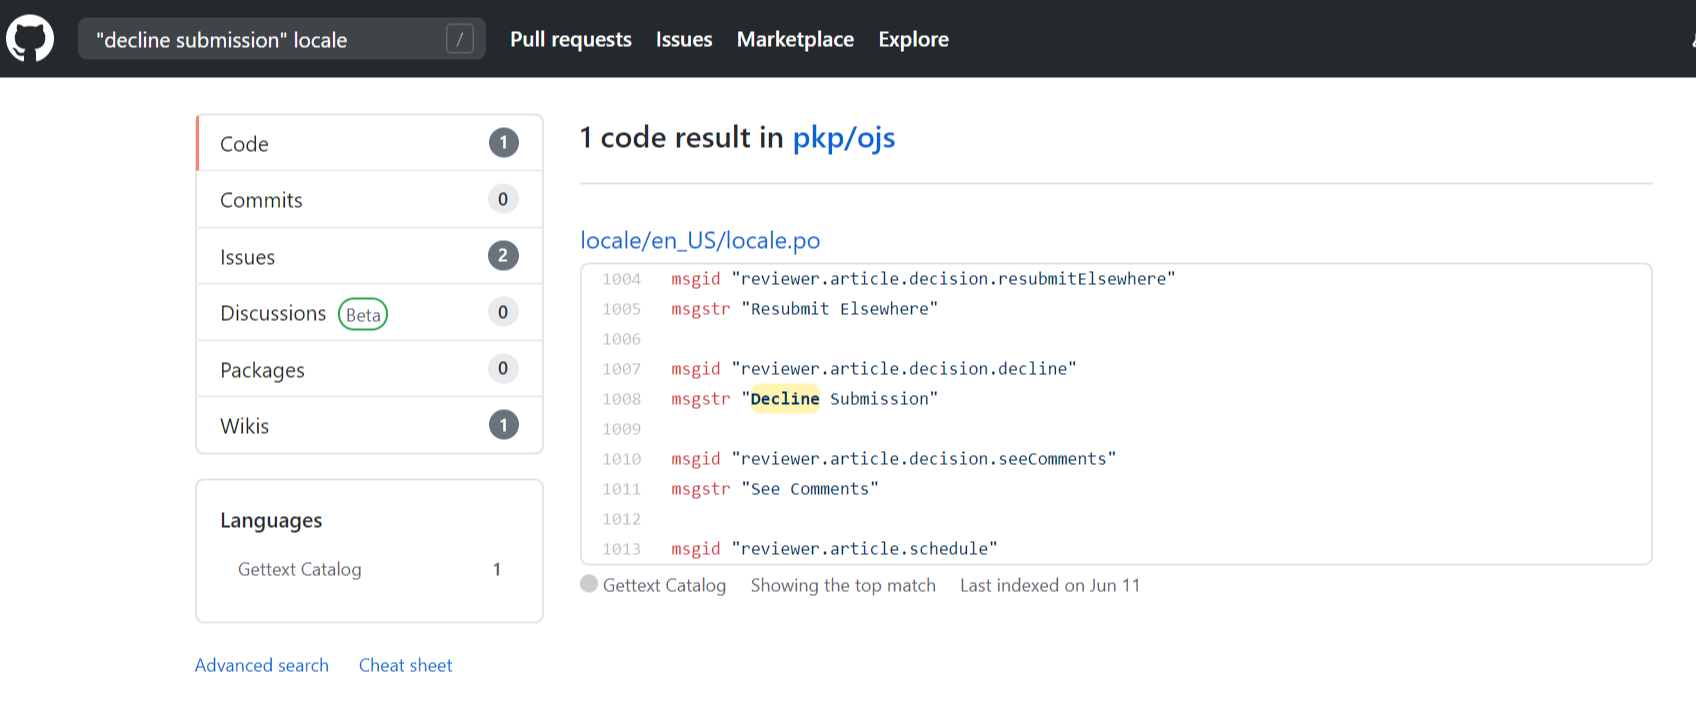 "decline submission" locale / Pull requests Issues Marketplace Explore
Code 1
Commits 0
Issues 2
Discussions Beta 0
Packages 0
Wikis 1
Languages
Gettext Catalog 1
Advanced search Cheat sheet
1 code result in pkp/ojs
locale/en_US/locale.po
1004 msgid "reviewer.article.decision.resubmitElsewhere"
1005 msgstr "Resubmit Elsewhere"
1006
1007 msgid "reviewer.article.decision.decline"
1008 msgstr "Decline Submission"
1009
1010 msgid "reviewer.article.decision.seeComments"
1011 msgstr "See Comments"
1012
1013 msgid "reviewer.article.schedule"
Gettext Catalog Showing the top match Last indexed on Jun 11